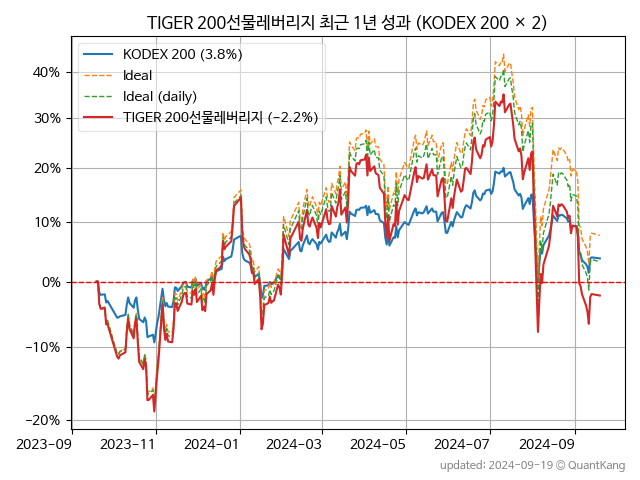 TIGER 200선물레버리지 최근 1년 성과 (KODEX 200 × 2)
KODEX 200 (3.8%)
Ideal
Ideal (daily)
TIGER 200선물레버리지 (−2.2%)
40%
30%
20%
10%
0%
−10%
−20%
2023-09 2023-11 2024-01 2024-03 2024-05 2024-07 2024-09
updated: 2024-09-19 ⓒ QuantKang